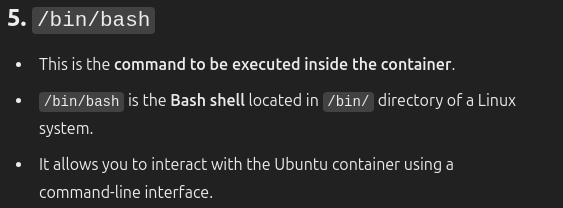 5. /bin/bash
• This is the command to be executed inside the container.
• /bin/bash is the Bash shell located in /bin/ directory of a Linux
system.
• It allows you to interact with the Ubuntu container using a
command-line interface.